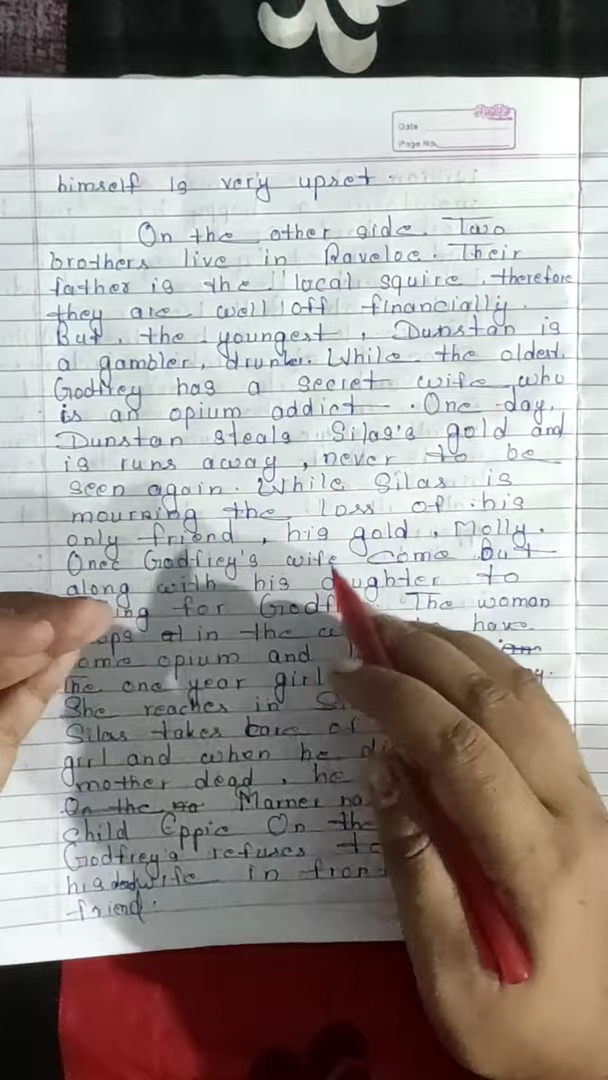 Date
Page No.
himself is very upset.
On the other side. Two
brothers live in Raveloe. Their
father is the local squire, therefore
they are well off financially.
But, the youngest, Dunstan is
a gambler, drunker. While the oldest,
Godfrey has a secret wife who
is an opium addict. One day,
Dunstan steals Silas's gold and
is runs away, never to be
seen again. While Silas is
mourning the loss of his
only friend, his gold, Molly.
Once Godfrey's wife come out
along with his daughter to
for The woman
in the have
opium and
The one year girl
She reaches in
Silas takes care of
girl and when he
mother dead, he
On the Marner
child Eppie On the
Godfrey's refuses
his dead wife in
friend.